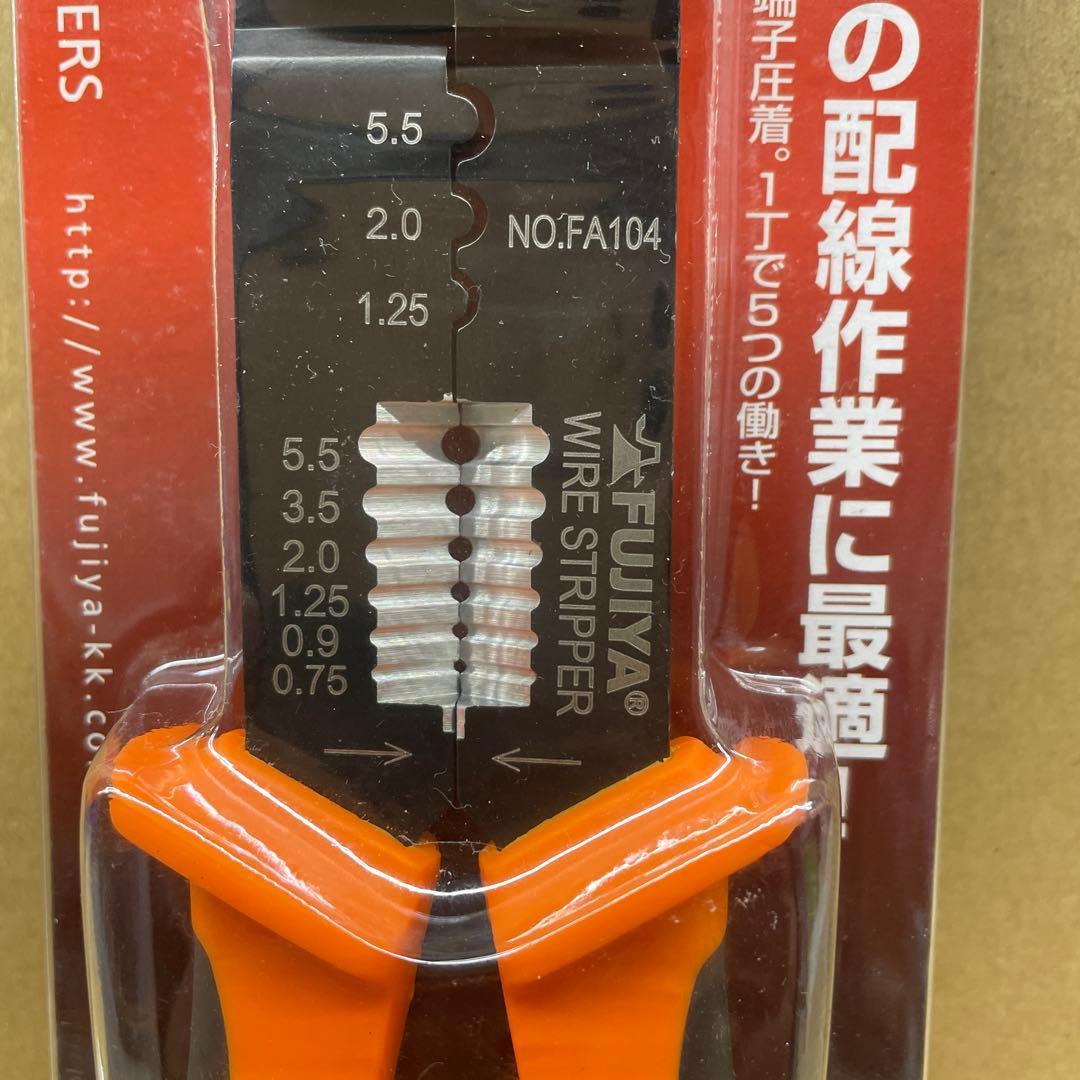 ERS
http://www.fujiya-kk.co
5.5
2.0
1.25
NO.FA104
5.5
3.5
2.0
1.25
0.9
0.75
WIRE STRIPPER
FUJIYA®
の配線作業に最適!
端子圧着。1丁で5つの働き!